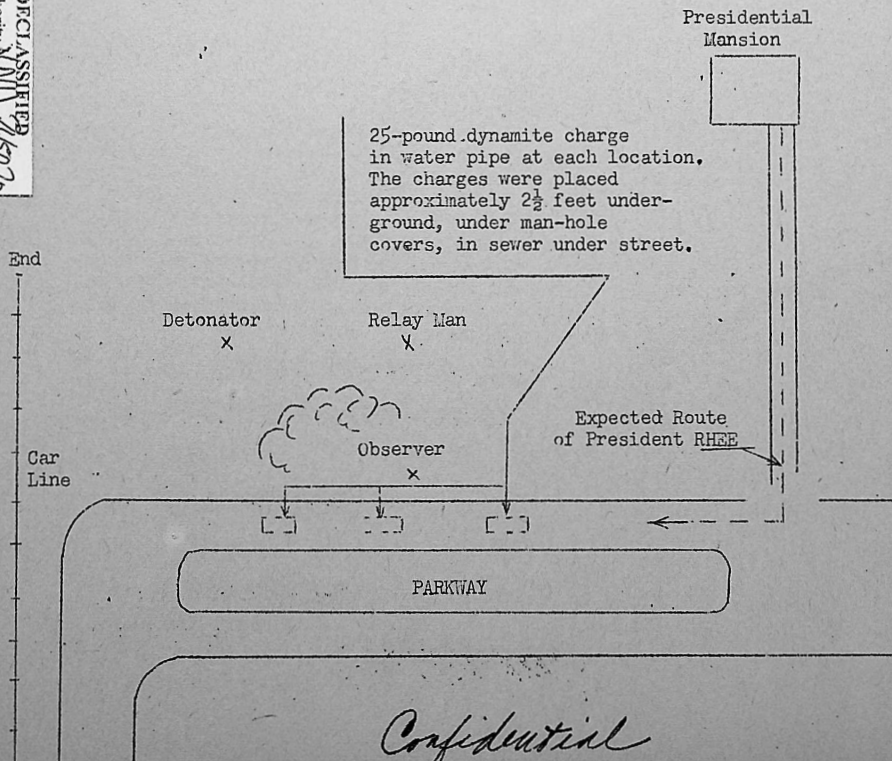 DECLASSIFIED
Presidential
Mansion
25-pound dynamite charge
in water pipe at each location.
The charges were placed
approximately 2½ feet under-
ground, under man-hole
covers, in sewer under street.
End
Detonator
Relay Man
Expected Route
of President RHEE
Observer
Car
Line
PARKWAY
Confidential